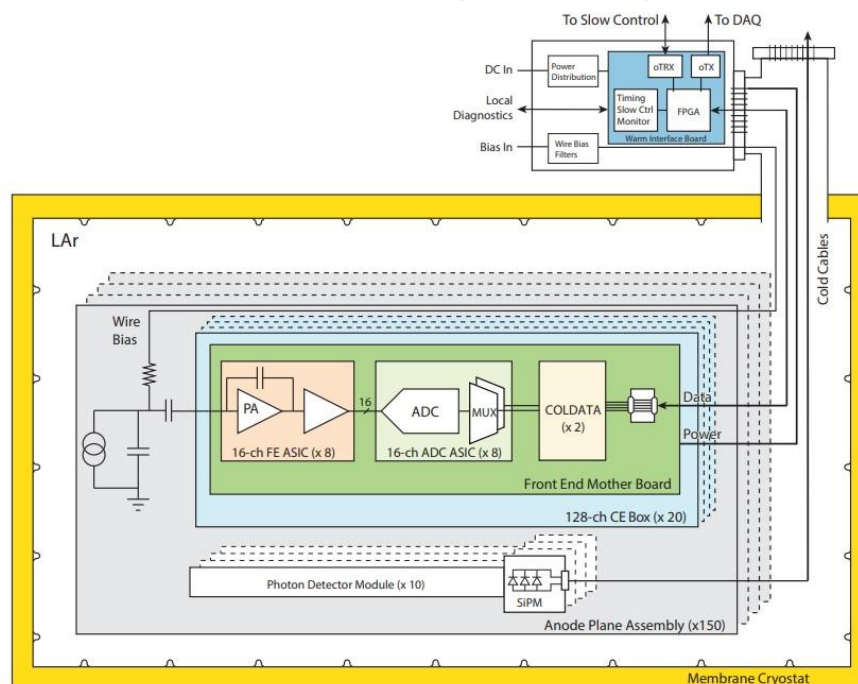 To Slow Control
To DAQ
DC In
Power
Distribution
oTRX
oTX
Local
Diagnostics
Timing
Slow Ctrl
Monitor
FPGA
Bias In
Wire Bias
Filters
Warm Interface Board
LAr
Cold Cables
Wire
Bias
PA
16
ADC
MUX
COLDATA
(x 2)
Data
Power
16-ch FE ASIC (x 8)
16-ch ADC ASIC (x 8)
Front End Mother Board
128-ch CE Box (x 20)
Photon Detector Module (x 10)
SiPM
Anode Plane Assembly (x150)
Membrane Cryostat